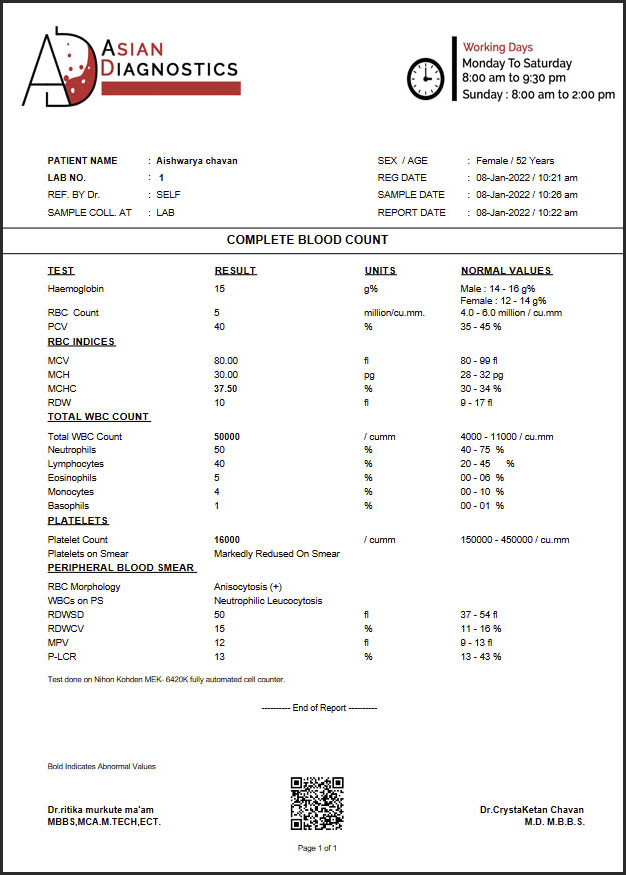 AD ASIAN
DIAGNOSTICS
Working Days
Monday To Saturday
8:00 am to 9:30 pm
Sunday : 8:00 am to 2:00 pm
PATIENT NAME : Aishwarya chavan SEX / AGE : Female / 52 Years
LAB NO. : 1 REG DATE : 08-Jan-2022 / 10:21 am
REF. BY Dr. : SELF SAMPLE DATE : 08-Jan-2022 / 10:26 am
SAMPLE COLL. AT : LAB REPORT DATE : 08-Jan-2022 / 10:22 am
COMPLETE BLOOD COUNT
TEST RESULT UNITS NORMAL VALUES
Haemoglobin 15 g% Male : 14 - 16 g%
Female : 12 - 14 g%
RBC Count 5 million/cu.mm. 4.0 - 6.0 million / cu.mm
PCV 40 % 35 - 45 %
RBC INDICES
MCV 80.00 fl 80 - 99 fl
MCH 30.00 pg 28 - 32 pg
MCHC 37.50 % 30 - 34 %
RDW 10 fl 9 - 17 fl
TOTAL WBC COUNT
Total WBC Count 50000 / cumm 4000 - 11000 / cu.mm
Neutrophils 50 % 40 - 75 %
Lymphocytes 40 % 20 - 45 %
Eosinophils 5 % 00 - 06 %
Monocytes 4 % 00 - 10 %
Basophils 1 % 00 - 01 %
PLATELETS
Platelet Count 16000 / cumm 150000 - 450000 / cu.mm
Platelets on Smear Markedly Redused On Smear
PERIPHERAL BLOOD SMEAR
RBC Morphology Anisocytosis (+)
WBCs on PS Neutrophilic Leucocytosis
RDWSD 50 fl 37 - 54 fl
RDWCV 15 % 11 - 16 %
MPV 12 fl 9 - 13 fl
P-LCR 13 % 13 - 43 %
Test done on Nihon Kohden MEK- 6420K fully automated cell counter.
---------- End of Report ----------
Bold Indicates Abnormal Values
Dr.ritika murkute ma'am Dr.CrystaKetan Chavan
MBBS,MCA.M.TECH,ECT. M.D. M.B.B.S.
Page 1 of 1